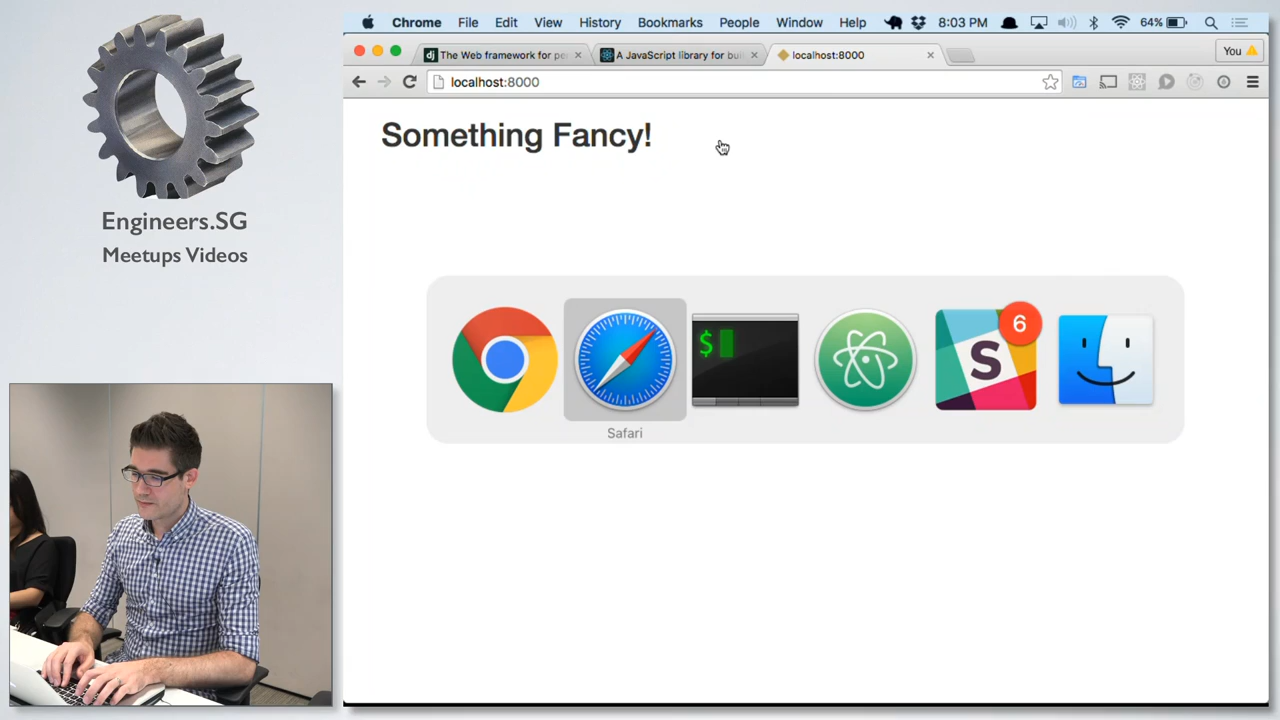 Engineers.SG
Meetups Videos
Chrome File Edit View History Bookmarks People Window Help 8:03 PM 64%
The Web framework for pe
A JavaScript library for bui
localhost:8000
You
localhost:8000
Something Fancy!
$
S
6
Safari